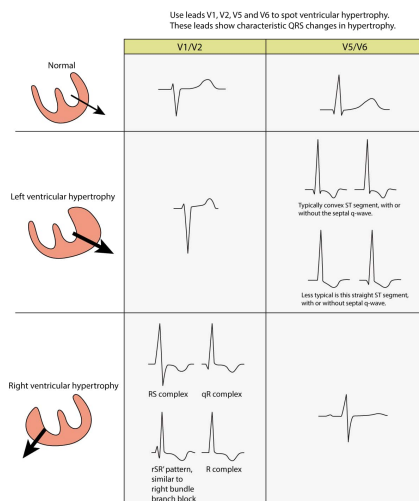 Use leads V1, V2, V5 and V6 to spot ventricular hypertrophy.
These leads show characteristic QRS changes in hypertrophy.
V1/V2
V5/V6
Normal
Left ventricular hypertrophy
Typically convex ST segment, with or
without the septal q-wave.
Less typical is this straight ST segment,
with or without septal q-wave.
Right ventricular hypertrophy
RS complex
qR complex
rSR' pattern,
similar to
right bundle
branch block
R complex